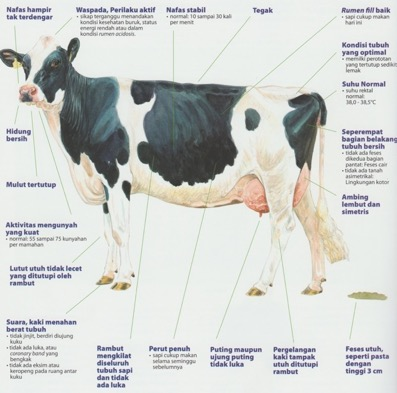 Nafas hampir
tak terdengar
Waspada, Perilaku aktif
• sikap terganggu menandakan
kondisi kesehatan buruk, status
energi rendah atau dalam
kondisi rumen acidosis.
Nafas stabil
• normal: 10 sampai 30 kali
per menit
Tegak
Rumen fill baik
• sapi cukup makan
hari ini
Kondisi tubuh
yang optimal
• memiliki perototan
yang tertutup sedikit
lemak
Suhu Normal
• suhu rektal
normal:
38,0 - 38,5°C
Seperempat
bagian belakang
tubuh bersih
• tidak ada feses
dikedua bagian
pantat: Feses cair
• tidak ada tanah
asimetrikal:
Lingkungan kotor
Ambing
lembut dan
simetris
Hidung
bersih
Mulut tertutup
Aktivitas mengunyah
yang kuat
• normal: 55 sampai 75 kunyahan
per mamahan
Lutut utuh tidak lecet
yang ditutupi oleh
rambut
Suara, kaki menahan
berat tubuh
• tidak jinjit, berdiri diujung
kuku
• tidak ada luka, atau
coronary band yang
bengkak
• tidak ada eksim atau
keropeng pada ruang antar
kuku
Rambut
mengkilat
diseluruh
tubuh sapi
dan tidak
ada luka
Perut penuh
• sapi cukup makan
selama seminggu
sebelumnya
Puting maupun
ujung puting
tidak luka
Pergelangan
kaki tampak
utuh ditutupi
rambut
Feses utuh,
seperti pasta
dengan
tinggi 3 cm